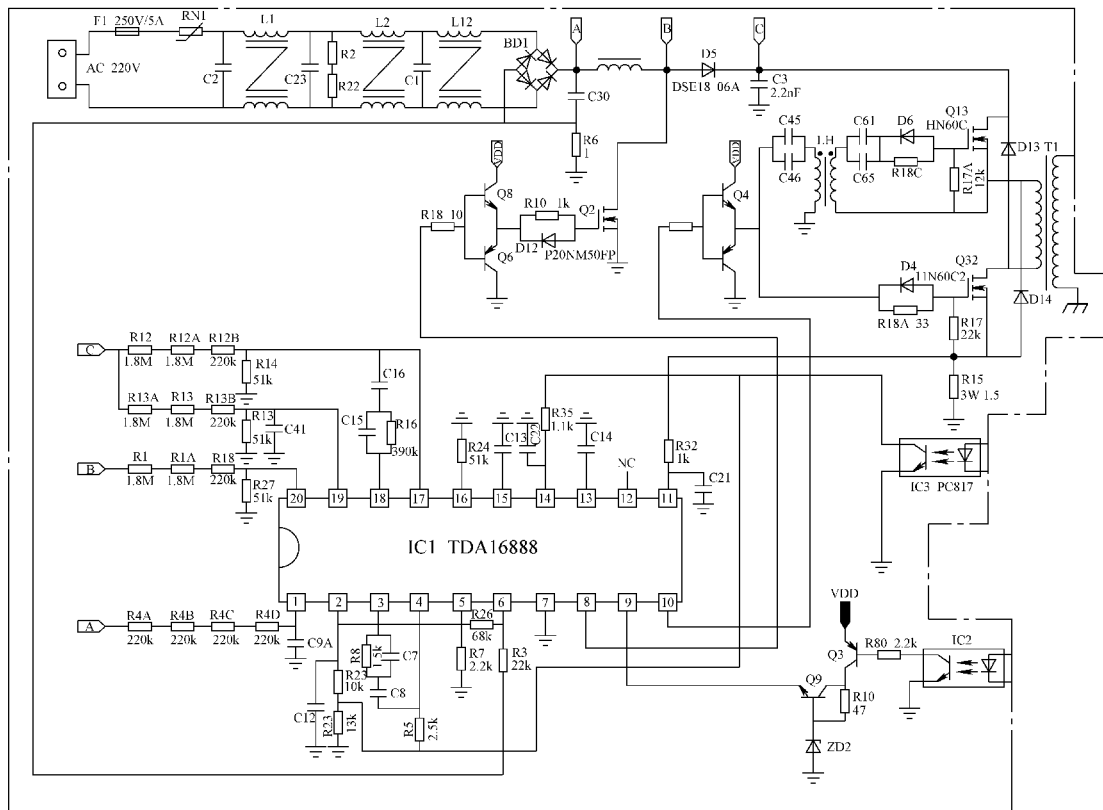 F1 250V/5A
RN1
L1
L2
L12
A
B
C
AC 220V
C2
C23
R2
R22
C1
BD1
D5
DSE18 06A
C30
C3
2.2nF
R6
1
VDD
VDD
Q13
HN60C
C45
C46
LH
C61
C65
D6
R18C
R17A
12k
D13
T1
Q8
R18 10
R10 1k
Q2
D12
Q6
P20NM50FP
Q4
Q32
11N60C2
D4
R18A 33
D14
R17
22k
C
R12
1.8M
R12A
1.8M
R12B
220k
R14
51k
C16
R15
3W 1.5
R13A
1.8M
R13
1.8M
R13B
220k
R13
51k
C41
C15
R16
390k
R24
51k
C13
C22
R35
1.1k
C14
R32
1k
B
R1
1.8M
R1A
1.8M
R18
220k
R27
51k
NC
C21
IC3 PC817
20
19
18
17
16
15
14
13
12
11
IC1 TDA16888
1
2
3
4
5
6
7
8
9
10
A
R4A
220k
R4B
220k
R4C
220k
R4D
220k
C9A
R26
68k
R8
15k
C7
R7
2.2k
R3
22k
VDD
Q3
R80 2.2k
IC2
R23
10k
C8
Q9
R10
47
C12
R23
13k
R5
2.5k
ZD2